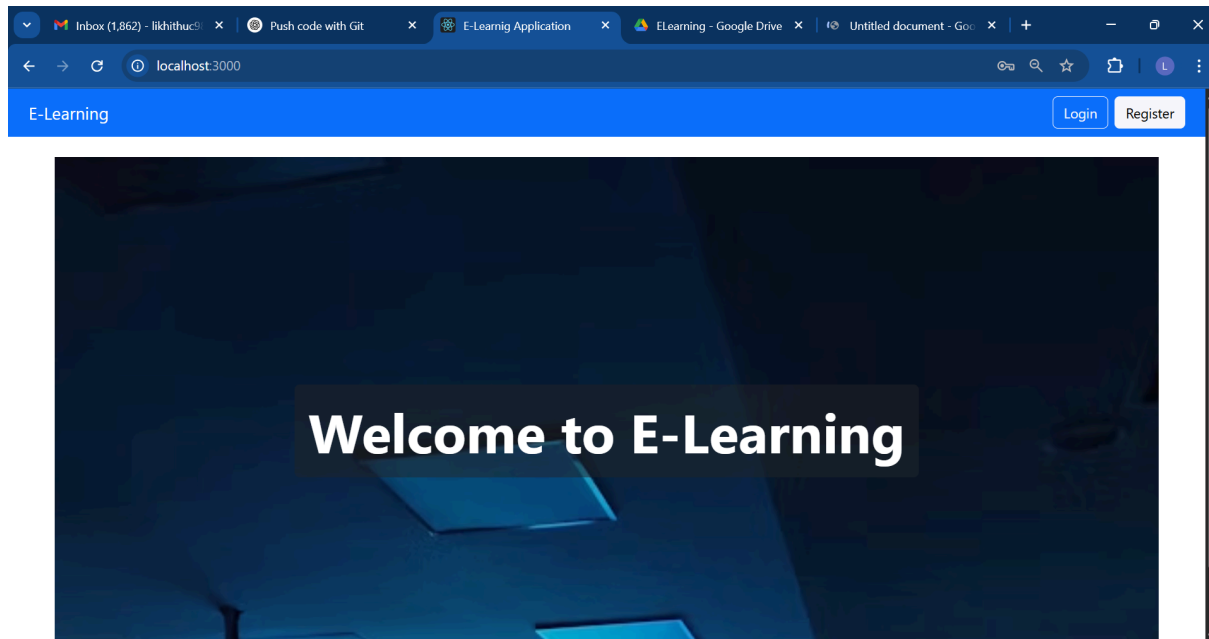 Inbox (1,862) - likhithuc9
Push code with Git
E-Learnig Application
ELearning - Google Drive
Untitled document - Goo
localhost:3000
L
E-Learning
Login
Register
Welcome to E-Learning